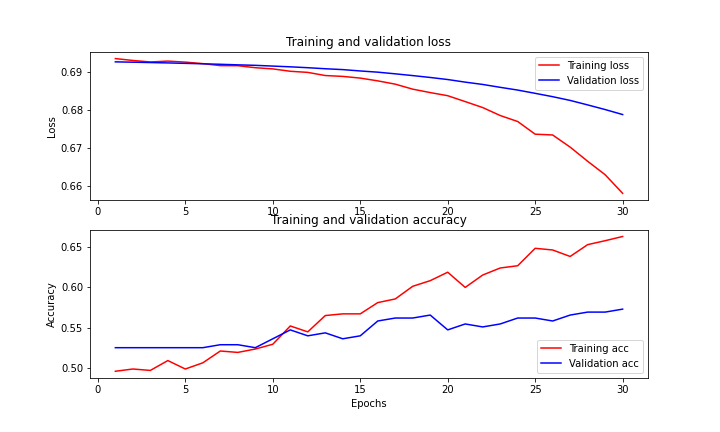 Training and validation loss
Loss
0.69
0.68
0.67
0.66
Training loss
Validation loss
0 5 10 15 20 25 30
Training and validation accuracy
Accuracy
0.65
0.60
0.55
0.50
Training acc
Validation acc
0 5 10 15 20 25 30
Epochs